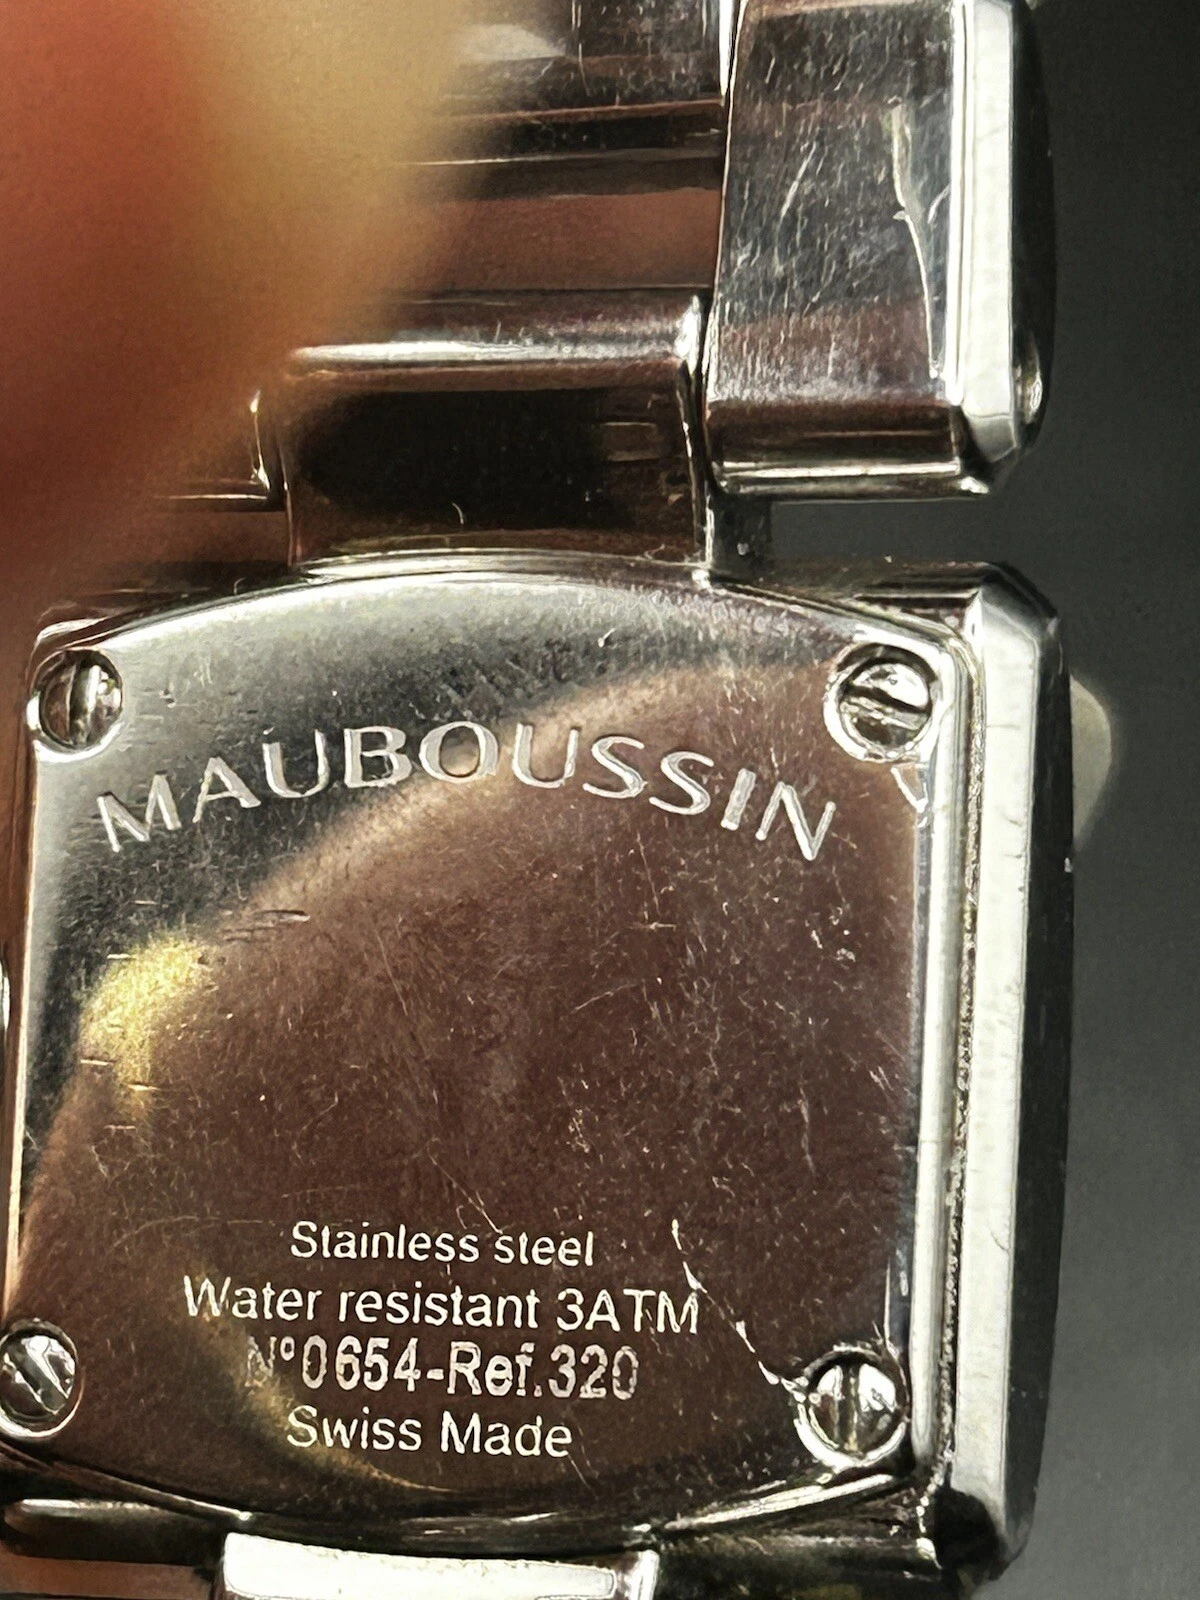 MAUBOUSSIN
Stainless steel
Water resistant 3ATM
N°0654-Ref.320
Swiss Made